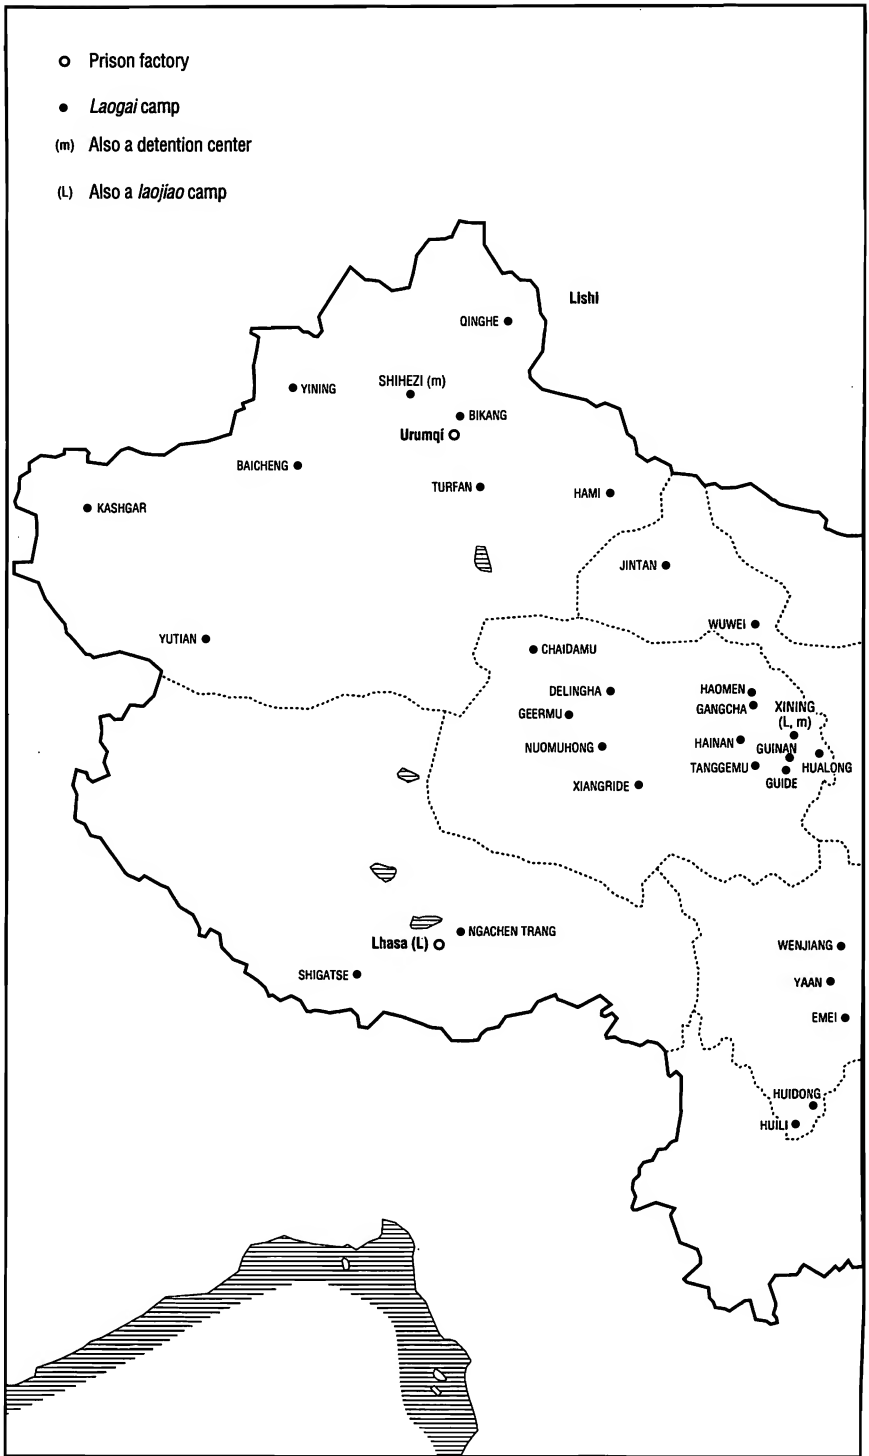 Prison factory
Laogai camp
(m) Also a detention center
(L) Also a laojiao camp
Lishi
QINGHE
YINING
SHIHEZI (m)
BIKANG
Urumqí
BAICHENG
TURFAN
HAMI
KASHGAR
JINTAN
WUWEI
YUTIAN
CHAIDAMU
DELINGHA
HAOMEN
GEERMU
GANGCHA
XINING
(L, m)
NUOMUHONG
HAINAN
GUINAN
TANGGEMU
HUALONG
XIANGRIDE
GUIDE
NGACHEN TRANG
Lhasa (L)
WENJIANG
SHIGATSE
YAAN
EMEI
HUIDONG
HUILI